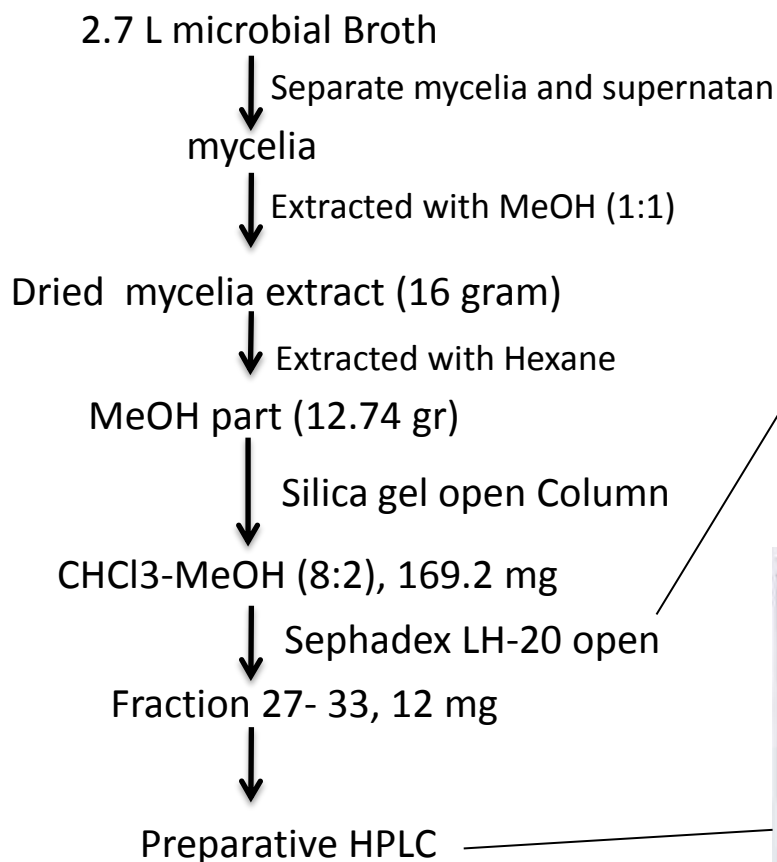 2.7 L microbial Broth
Separate mycelia and supernatan
mycelia
Extracted with MeOH (1:1)
Dried mycelia extract (16 gram)
Extracted with Hexane
MeOH part (12.74 gr)
Silica gel open Column
CHCl3-MeOH (8:2), 169.2 mg
Sephadex LH-20 open
Fraction 27- 33, 12 mg
Preparative HPLC